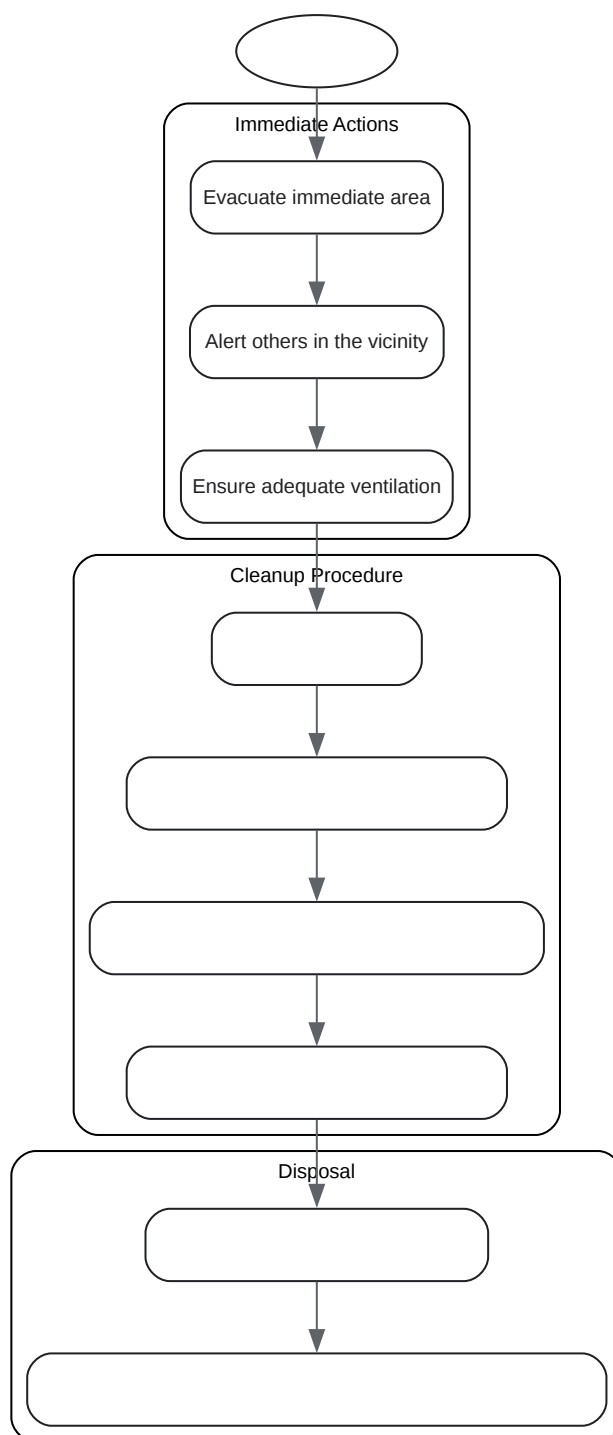 Immediate Actions
Evacuate immediate area
Alert others in the vicinity
Ensure adequate ventilation
Cleanup Procedure
Disposal